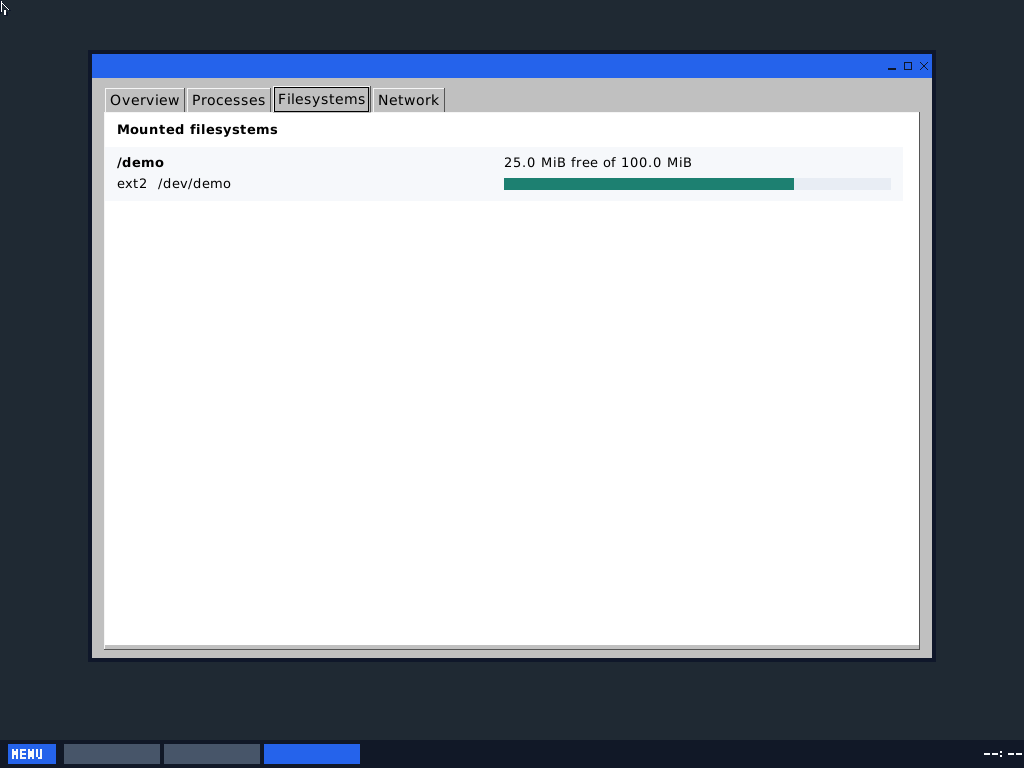 Overview Processes Filesystems Network
Mounted filesystems
/demo 25.0 MiB free of 100.0 MiB
ext2 /dev/demo
MENU --:--